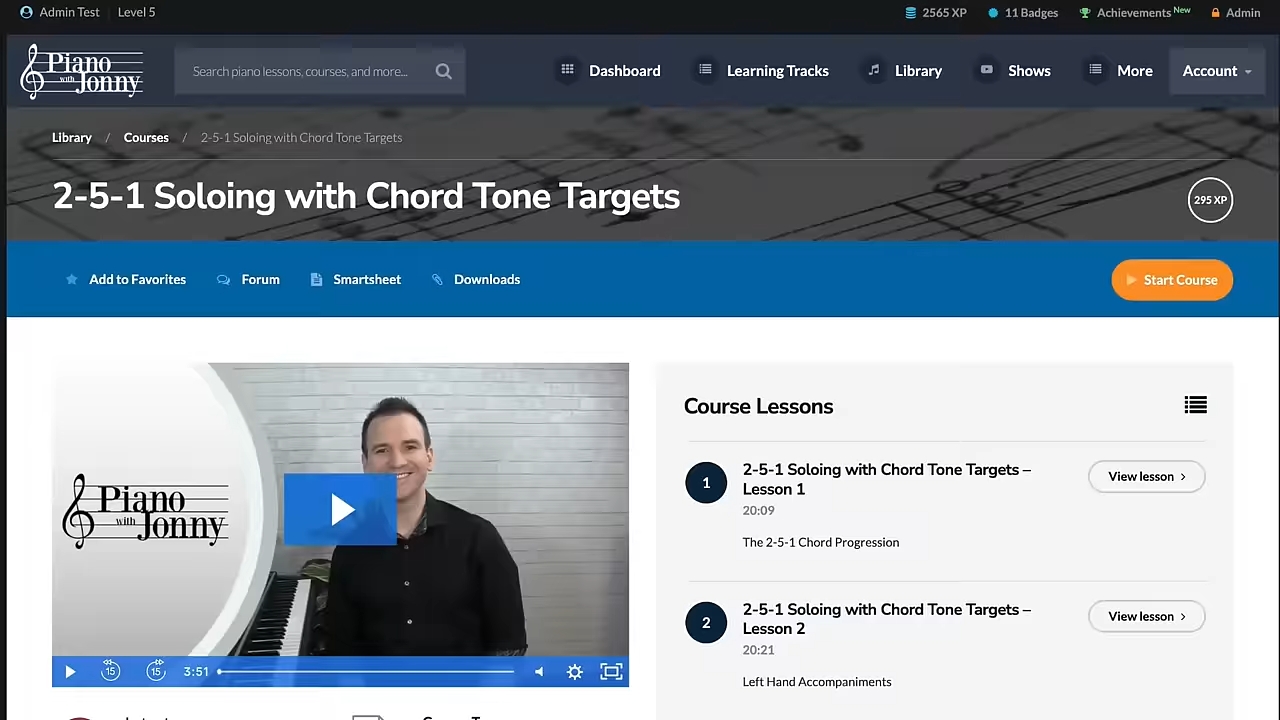 Admin Test Level 5 2565 XP 11 Badges Achievements New Admin
Piano with Jonny
Search piano lessons, courses, and more...
Dashboard Learning Tracks Library Shows More Account
Library / Courses / 2-5-1 Soloing with Chord Tone Targets
2-5-1 Soloing with Chord Tone Targets
295 XP
Add to Favorites Forum Smartsheet Downloads Start Course
Piano with Jonny
15 15 3:51
Course Lessons
1
2-5-1 Soloing with Chord Tone Targets –
Lesson 1
20:09
The 2-5-1 Chord Progression
View lesson
2
2-5-1 Soloing with Chord Tone Targets –
Lesson 2
20:21
Left Hand Accompaniments
View lesson